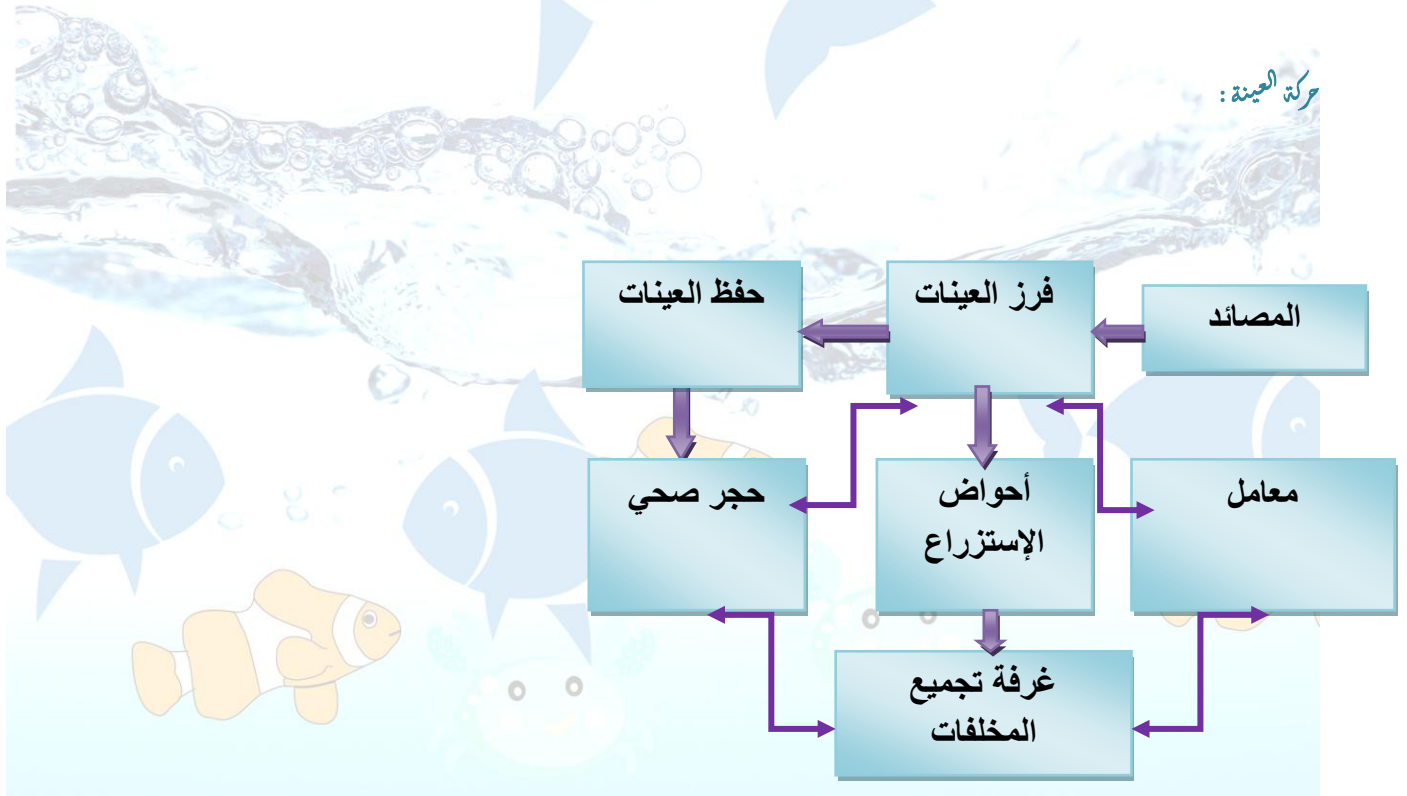 حركة العينة :
المصائد
فرز العينات
حفظ العينات
معامل
أحواض
الإستزراع
حجر صحي
غرفة تجميع
المخلفات